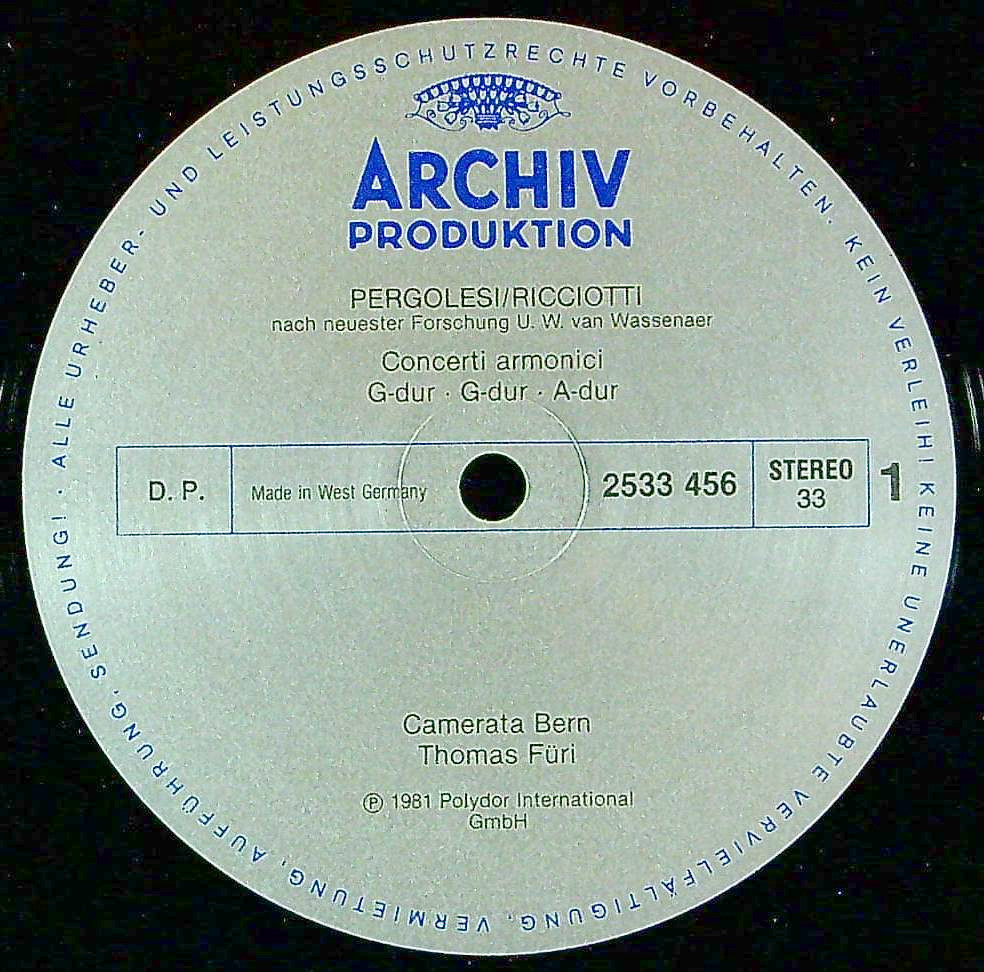 ALLE URHEBER- UND LEISTUNGSSCHUTZRECHTE VORBEHALTEN. KEIN VERLEIH! KEINE UNERLAUBTE VERVIELFÄLTIGUNG, VERMIETUNG, AUFFÜHRUNG, SENDUNG! ·
ARCHIV
PRODUKTION
PERGOLESI/RICCIOTTI
nach neuester Forschung U. W. van Wassenaer
Concerti armonici
G-dur · G-dur · A-dur
D. P.
Made in West Germany
2533 456
STEREO
33
1
Camerata Bern
Thomas Füri
℗ 1981 Polydor International
GmbH